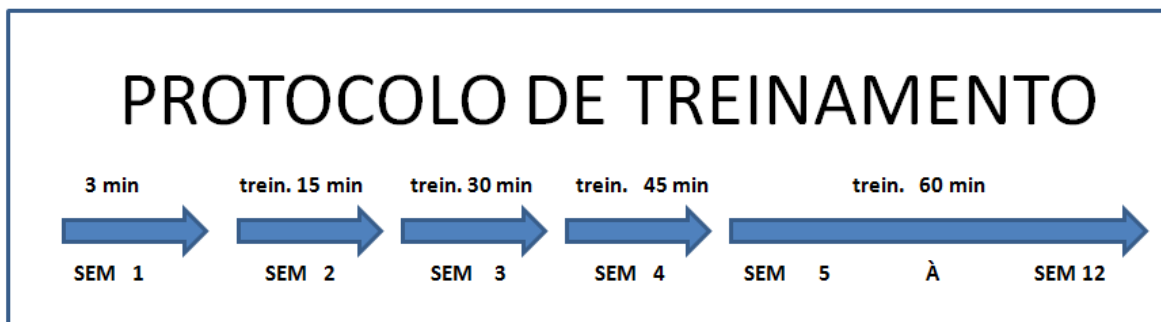 PROTOCOLO DE TREINAMENTO
3 min trein. 15 min trein. 30 min trein. 45 min trein. 60 min
SEM 1 SEM 2 SEM 3 SEM 4 SEM 5 À SEM 12